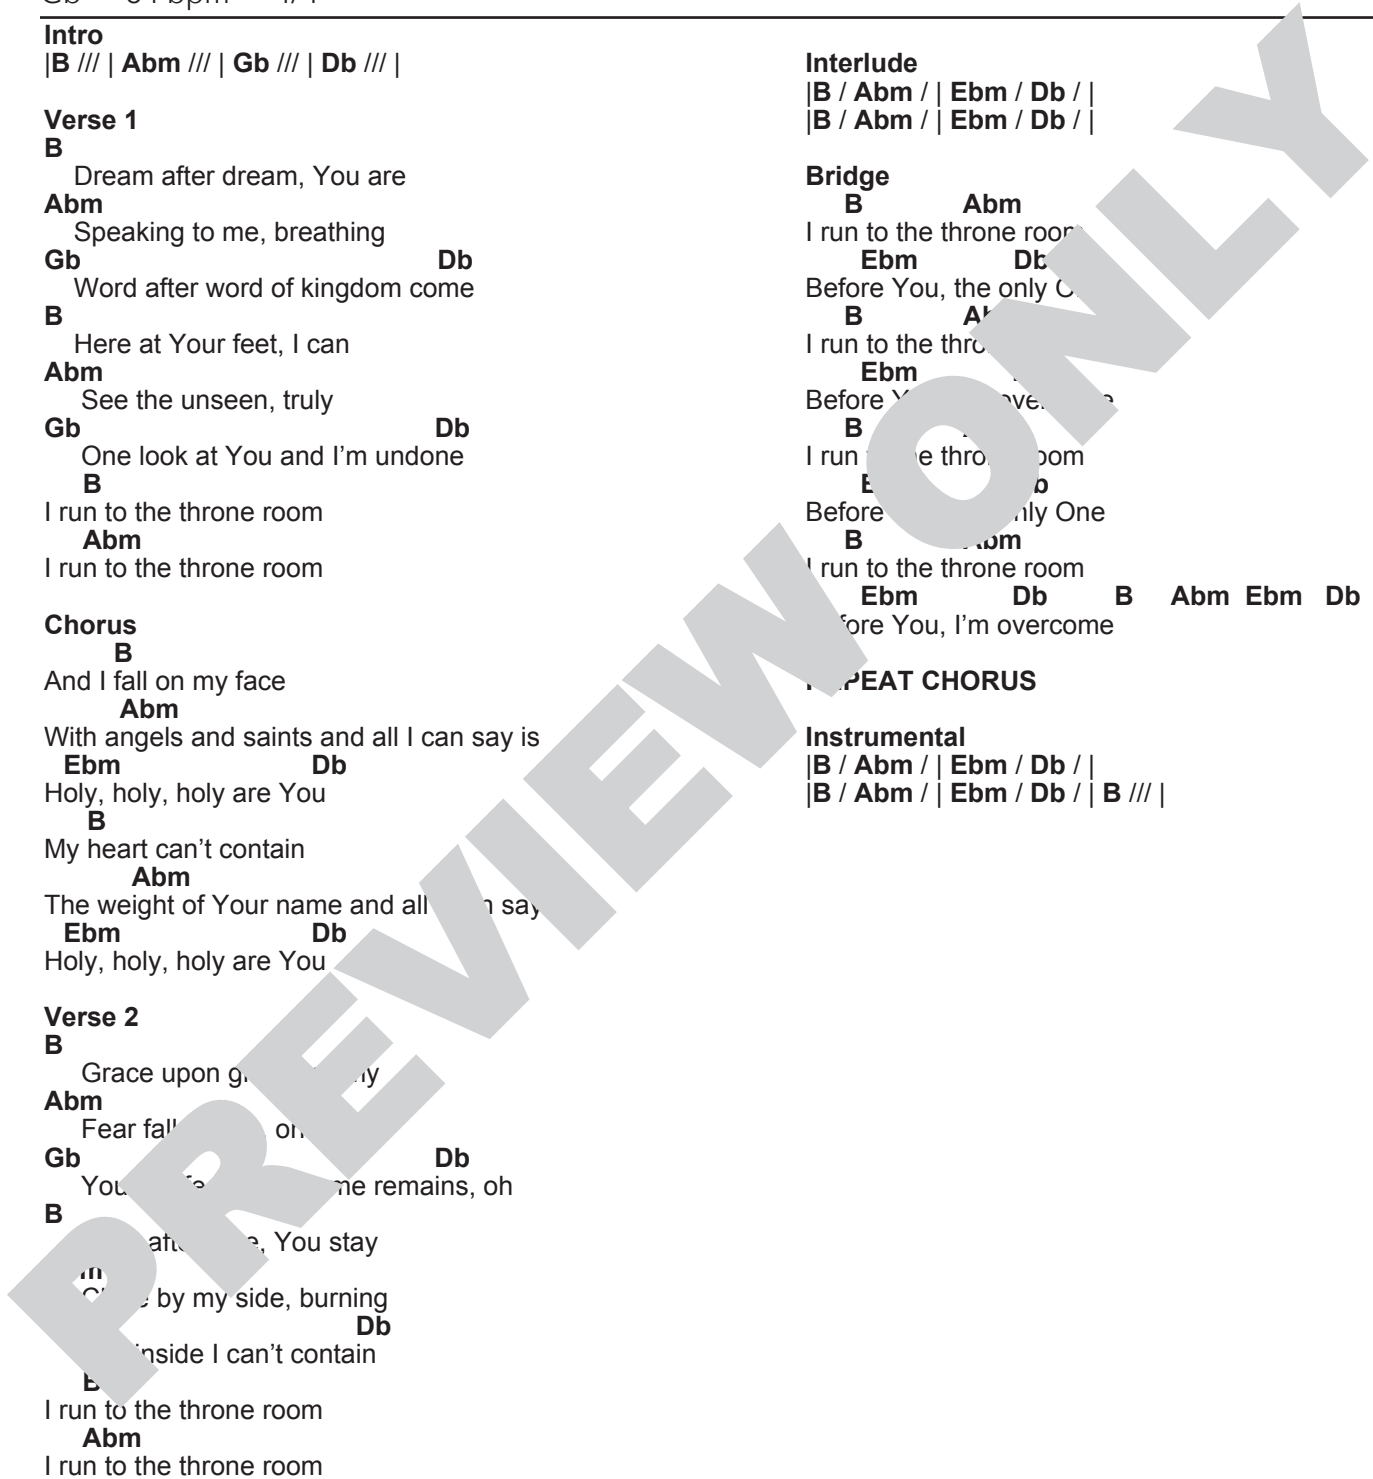 Intro
|B /// | Abm /// | Gb /// | Db /// |
Verse 1
B
Dream after dream, You are
Abm
Speaking to me, breathing
Gb Db
Word after word of kingdom come
B
Here at Your feet, I can
Abm
See the unseen, truly
Gb Db
One look at You and I'm undone
B
I run to the throne room
Abm
I run to the throne room
Chorus
B
And I fall on my face
Abm
With angels and saints and all I can say is
Ebm Db
Holy, holy, holy are You
B
My heart can't contain
Abm
The weight of Your name and all say
Ebm Db
Holy, holy, holy are You
Verse 2
B
Grace upon
Abm
Fear
Gb Db
remains, oh
B
You stay
by my side, burning
Db
inside I can't contain
B
I run to the throne room
Abm
I run to the throne room
Interlude
|B / Abm / | Ebm / Db / |
|B / Abm / | Ebm / Db / |
Bridge
B Abm
I run to the throne room
Ebm Db
Before You, the only
B
I run to the
Ebm
Before
B
I run
Before One
B Abm
I run to the throne room
Ebm Db B Abm Ebm Db
You, I'm overcome
REPEAT CHORUS
Instrumental
|B / Abm / | Ebm / Db / |
|B / Abm / | Ebm / Db / | B /// |
PREVIEW ONLY